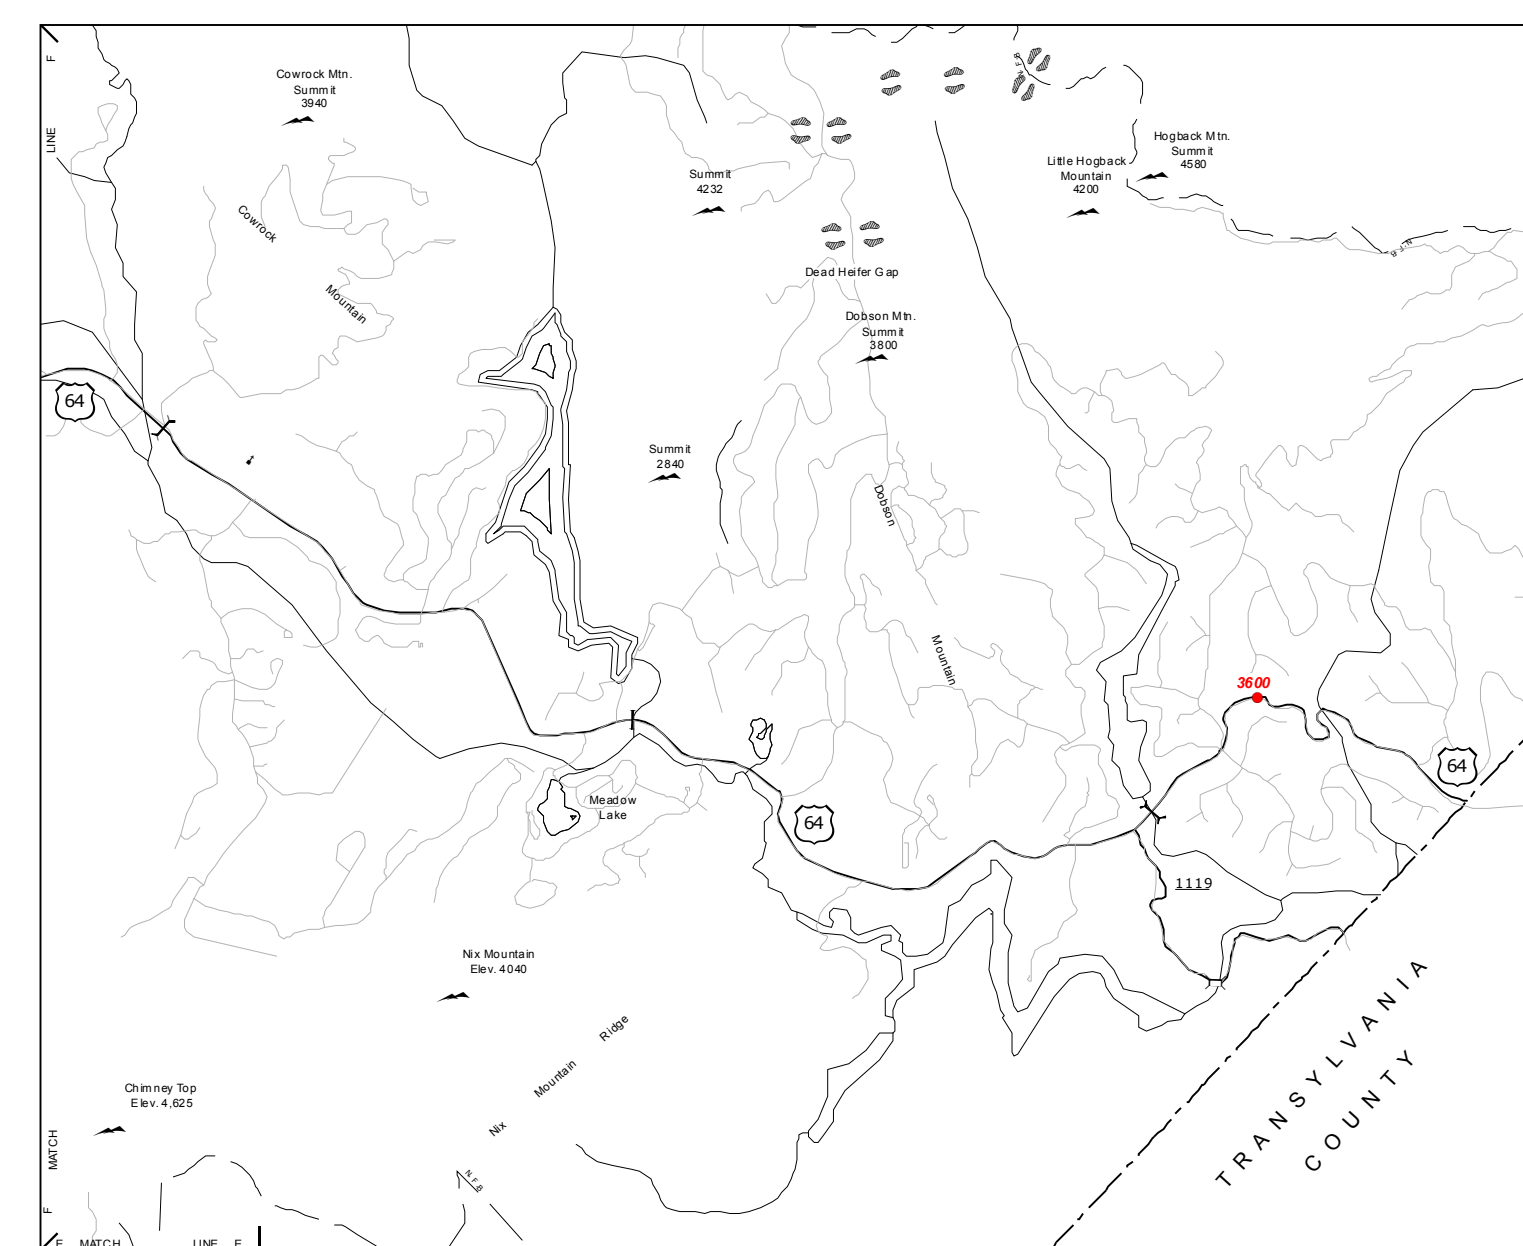 F
LINE
Cowrock Mtn.
Summit
3940
N.F.B
Hogback Mtn.
Summit
4580
Little Hogback
Mountain
4200
Summit
4232
Cowrock
Mountain
N.F.B
Dead Heifer Gap
Dobson Mtn.
Summit
3800
64
Summit
2840
Dobson
Mountain
3600
64
Meadow
Lake
64
1119
Nix Mountain
Elev. 4040
Nix
Mountain
Ridge
TRANSYLVANIA
COUNTY
Chimney Top
Elev. 4,625
MATCH
N.F.B
F
F MATCH LINE F